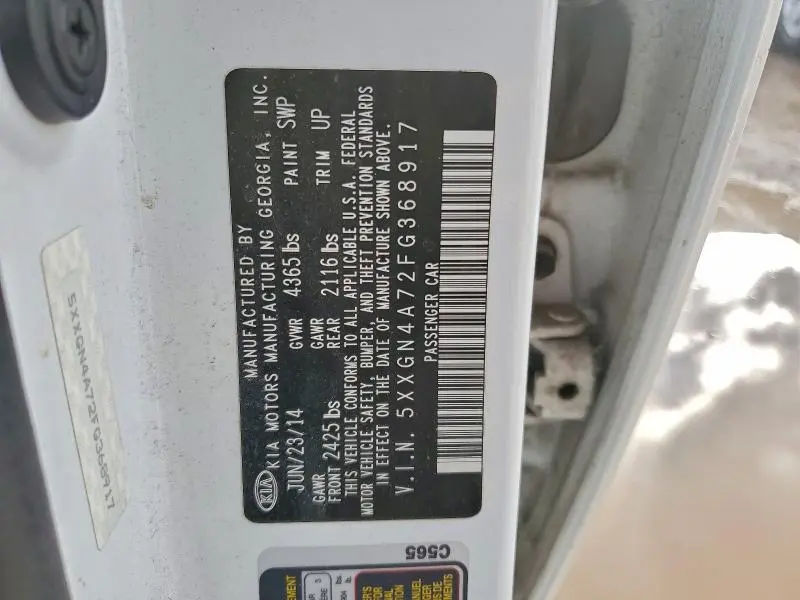 MANUFACTURED BY
KIA KIA MOTORS MANUFACTURING GEORGIA, INC.
JUN/23/14 GVWR 4365 lbs PAINT SWP
GAWR FRONT 2425 lbs GAWR REAR 2116 lbs TRIM UP
THIS VEHICLE CONFORMS TO ALL APPLICABLE U.S.A. FEDERAL
MOTOR VEHICLE SAFETY, BUMPER, AND THEFT PREVENTION STANDARDS
IN EFFECT ON THE DATE OF MANUFACTURE SHOWN ABOVE.
V.I.N. 5XXGN4A72FG368917
PASSENGER CAR
5XXGN4A72FG368917
C565